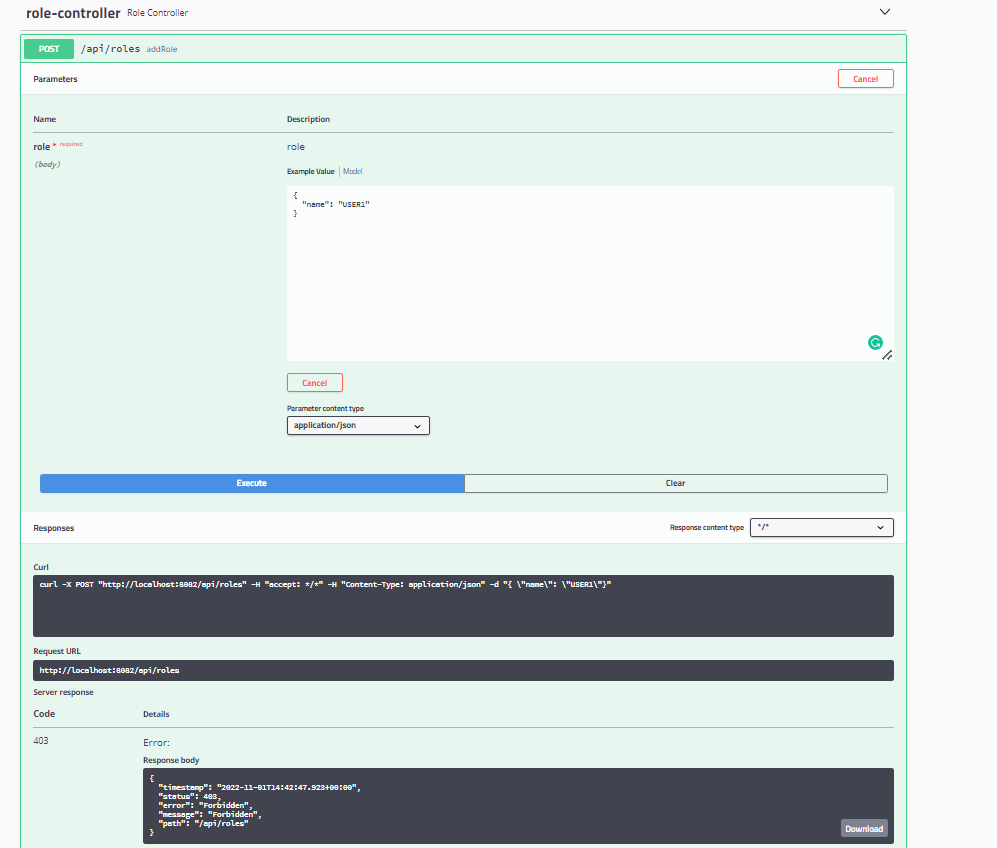 role-controller Role Controller
POST /api/roles addRole
Parameters Cancel
Name Description
role * required role
(body)
Example Value Model
{
"name": "USER1"
}
Cancel
Parameter content type
application/json
Execute Clear
Responses Response content type */*
Curl
curl -X POST "http://localhost:8082/api/roles" -H "accept: */*" -H "Content-Type: application/json" -d "{ \"name\": \"USER1\"}"
Request URL
http://localhost:8082/api/roles
Server response
Code Details
403 Error:
Response body
{
"timestamp": "2022-11-01T14:42:47.923+00:00",
"status": 403,
"error": "Forbidden",
"message": "Forbidden",
"path": "/api/roles"
}
Download